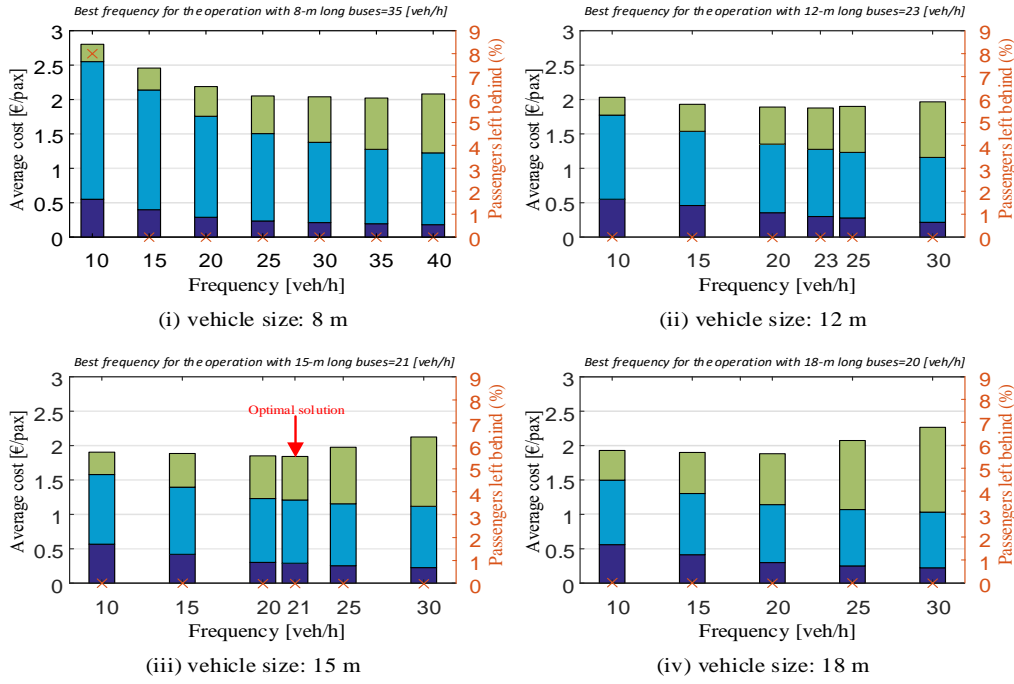 Best frequency for the operation with 8-m long buses=35 [veh/h]
3
2.5
2
1.5
1
0.5
0
Average cost [€/pax]
9
8
7
6
5
4
3
2
1
0
Passengers left behind (%)
10 15 20 25 30 35 40
Frequency [veh/h]
(i) vehicle size: 8 m
Best frequency for the operation with 12-m long buses=23 [veh/h]
3
2.5
2
1.5
1
0.5
0
Average cost [€/pax]
9
8
7
6
5
4
3
2
1
0
Passengers left behind (%)
10 15 20 23 25 30
Frequency [veh/h]
(ii) vehicle size: 12 m
Best frequency for the operation with 15-m long buses=21 [veh/h]
3
2.5
2
1.5
1
0.5
0
Average cost [€/pax]
Optimal solution
9
8
7
6
5
4
3
2
1
0
Passengers left behind (%)
10 15 20 21 25 30
Frequency [veh/h]
(iii) vehicle size: 15 m
Best frequency for the operation with 18-m long buses=20 [veh/h]
3
2.5
2
1.5
1
0.5
0
Average cost [€/pax]
9
8
7
6
5
4
3
2
1
0
Passengers left behind (%)
10 15 20 25 30
Frequency [veh/h]
(iv) vehicle size: 18 m